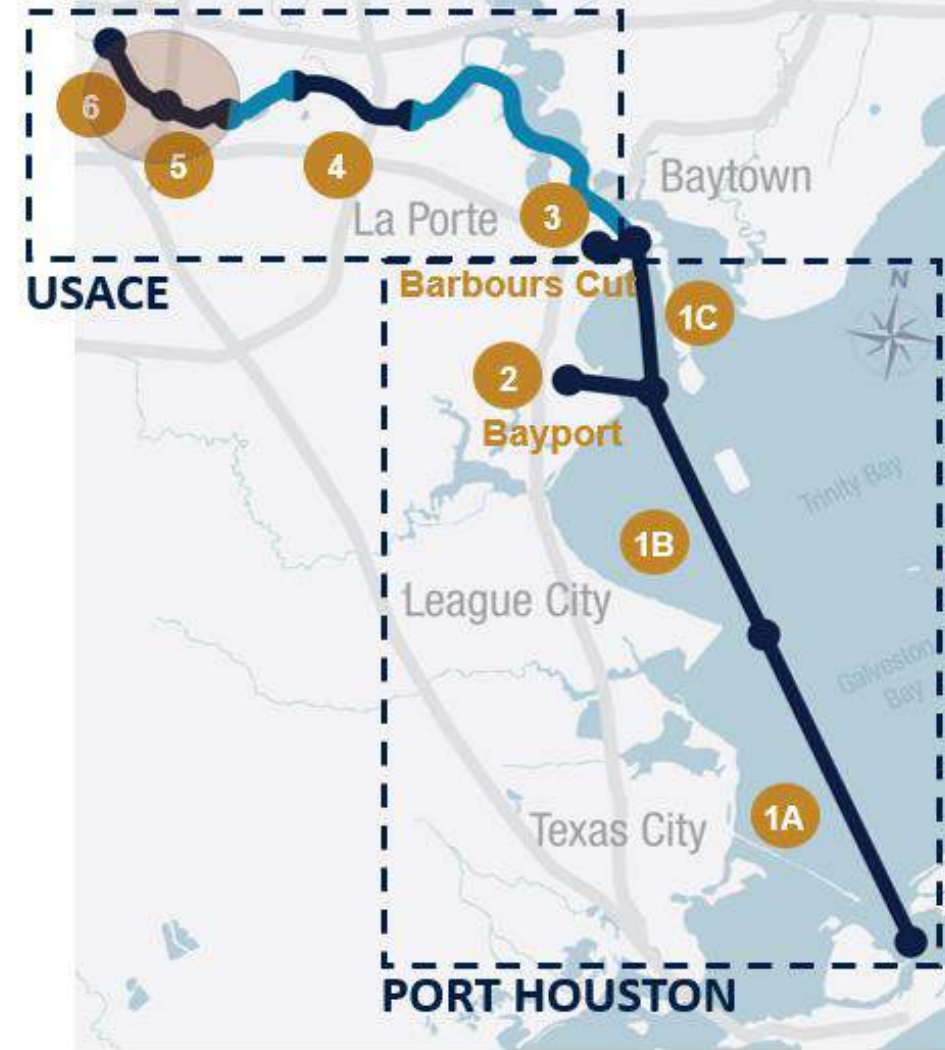 6
5
4
Baytown
La Porte
3
USACE
Barbours Cut
N
1C
2
Bayport
Trinity Bay
1B
League City
Galveston
Bay
1A
Texas City
PORT HOUSTON